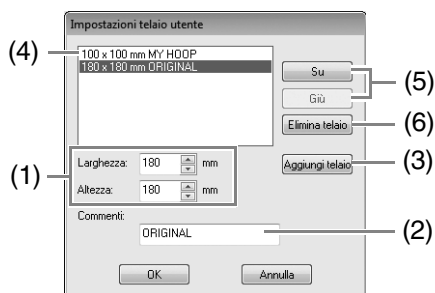 Impostazioni telaio utente
(4)
100 x 100 mm MY HOOP
180 x 180 mm ORIGINAL
Su
Giù
(5)
Elimina telaio
(6)
(1)
Larghezza: 180 mm
Altezza: 180 mm
Aggiungi telaio
(3)
Commenti:
ORIGINAL
(2)
OK
Annulla